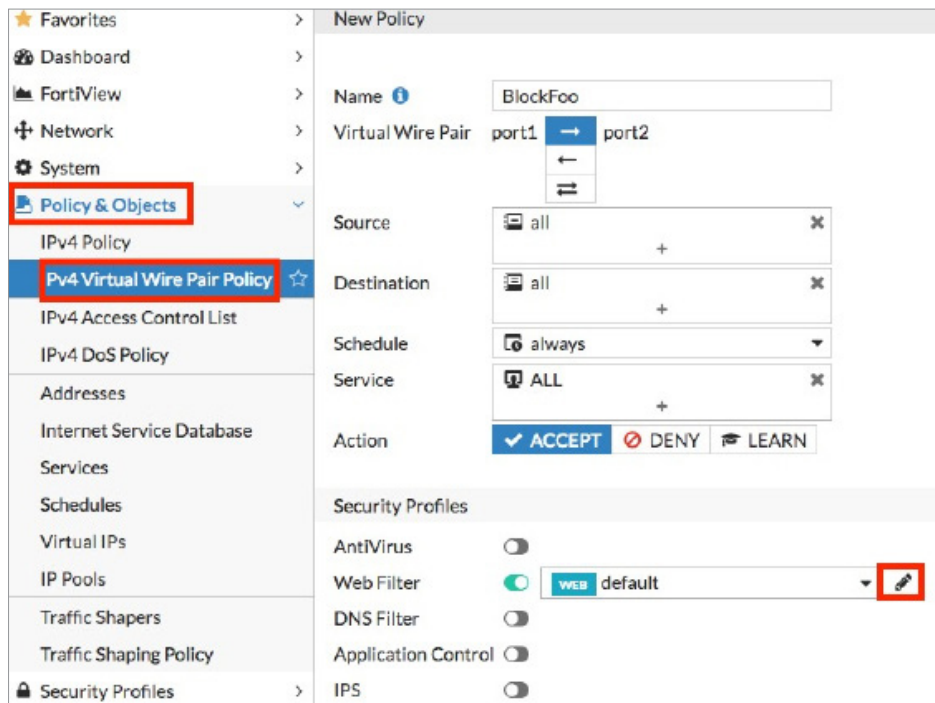 Favorites
Dashboard
FortiView
Network
System
Policy & Objects
IPv4 Policy
Pv4 Virtual Wire Pair Policy
IPv4 Access Control List
IPv4 DoS Policy
Addresses
Internet Service Database
Services
Schedules
Virtual IPs
IP Pools
Traffic Shapers
Traffic Shaping Policy
Security Profiles
New Policy
Name BlockFoo
Virtual Wire Pair port1 → port2
←
⇄
Source all
+
Destination all
+
Schedule always
Service ALL
+
Action ACCEPT DENY LEARN
Security Profiles
AntiVirus
Web Filter WEB default
DNS Filter
Application Control
IPS